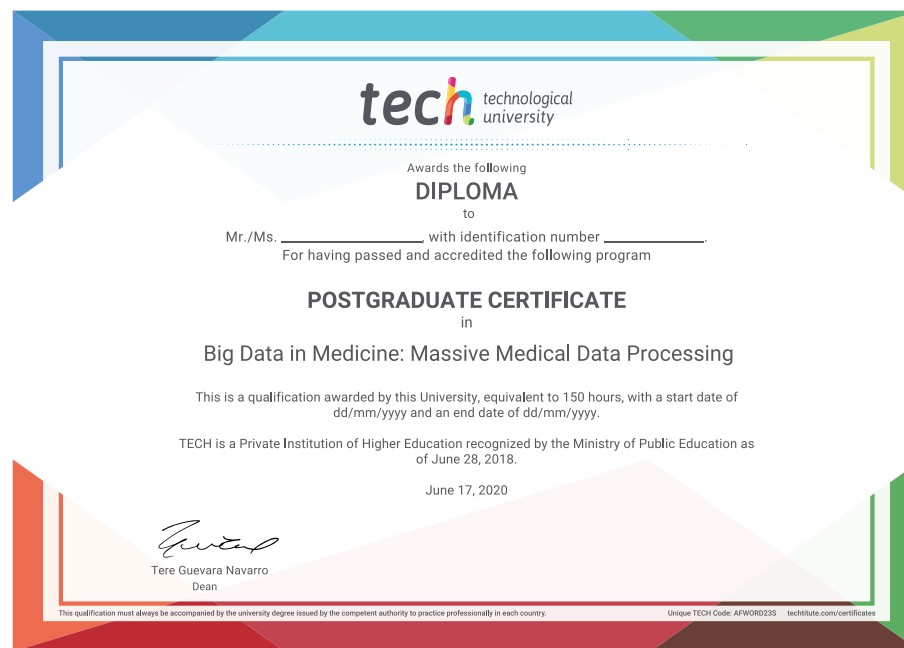 tech technological
university
Awards the following
DIPLOMA
to
Mr./Ms. ____________________, with identification number ______________.
For having passed and accredited the following program
POSTGRADUATE CERTIFICATE
in
Big Data in Medicine: Massive Medical Data Processing
This is a qualification awarded by this University, equivalent to 150 hours, with a start date of
dd/mm/yyyy and an end date of dd/mm/yyyy.
TECH is a Private Institution of Higher Education recognized by the Ministry of Public Education as
of June 28, 2018.
June 17, 2020
Tere Guevara Navarro
Dean
This qualification must always be accompanied by the university degree issued by the competent authority to practice professionally in each country.
Unique TECH Code: AFWORD23S techtitute.com/certificates